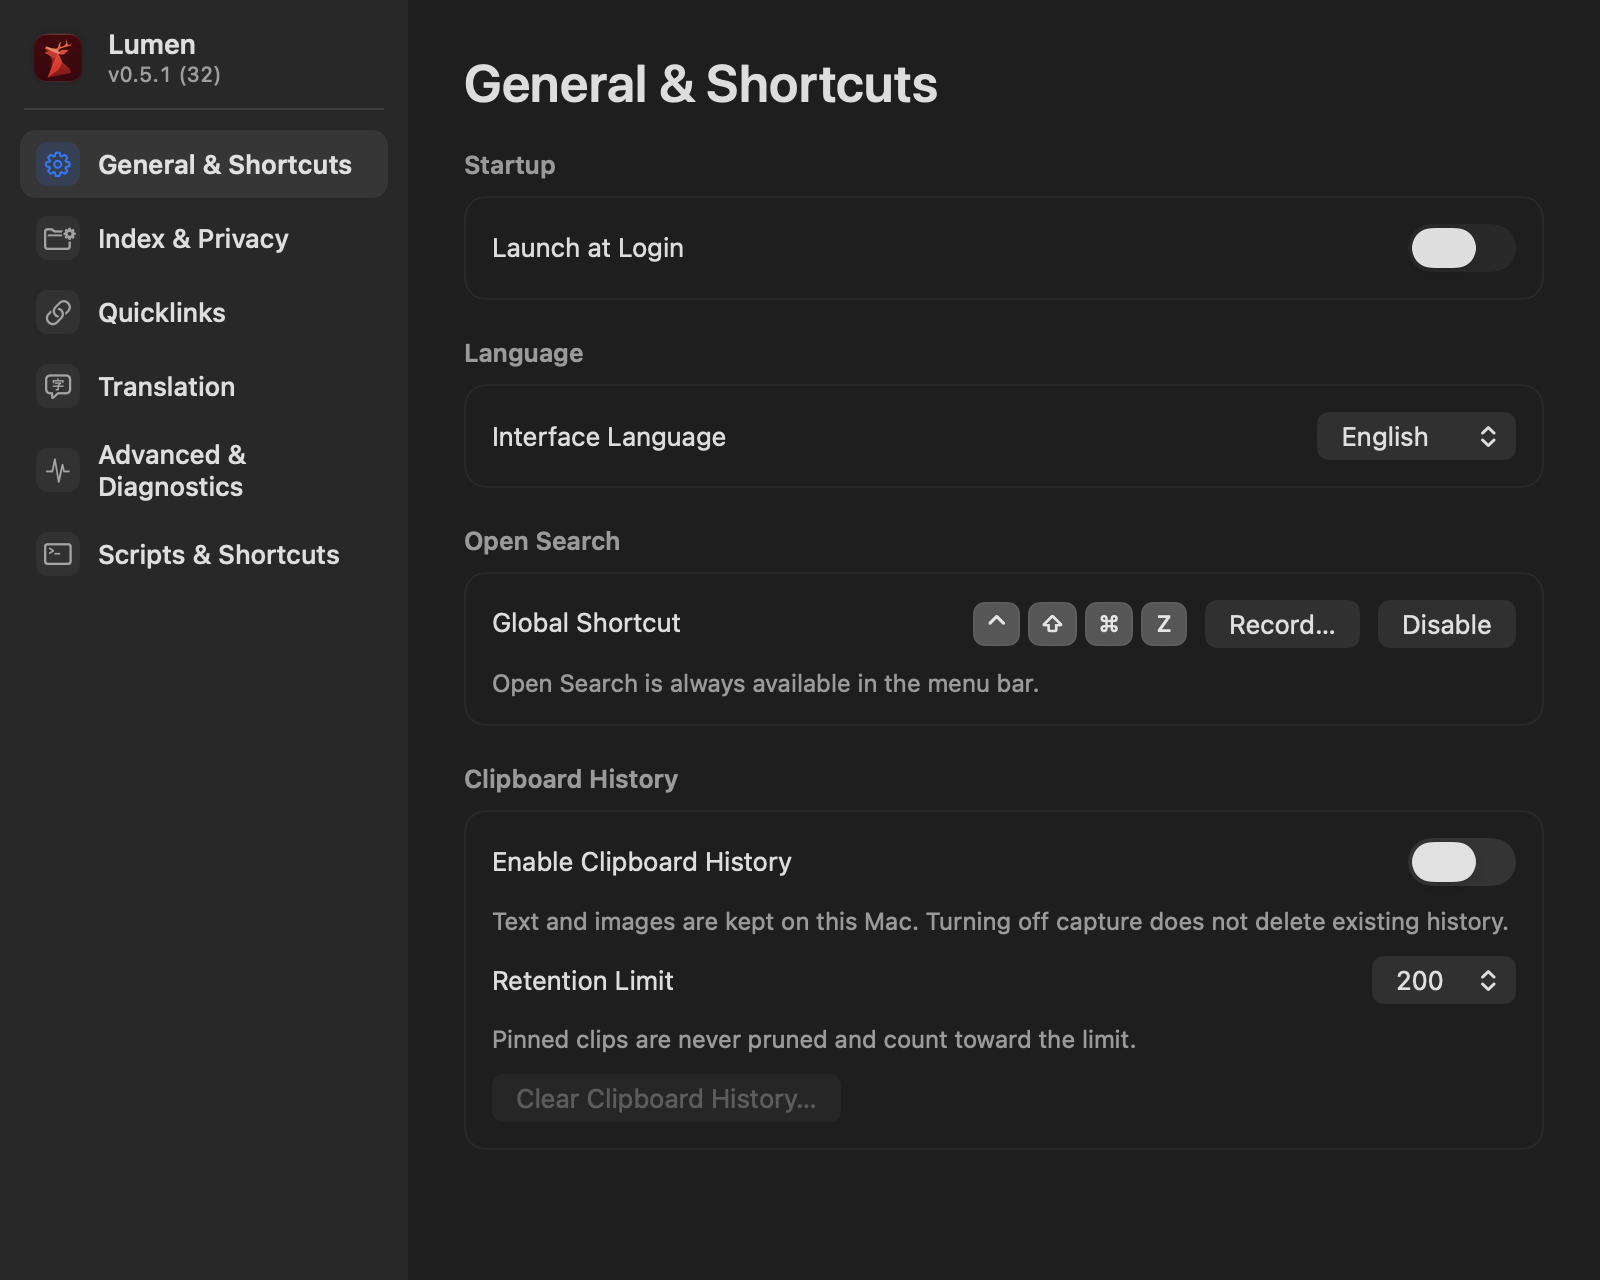 Lumen
v0.5.1 (32)
General & Shortcuts
Index & Privacy
Quicklinks
字
Translation
Advanced &
Diagnostics
Scripts & Shortcuts
General & Shortcuts
Startup
Launch at Login
Language
Interface Language
English
Open Search
Global Shortcut
^ ⇧ ⌘ Z Record... Disable
Open Search is always available in the menu bar.
Clipboard History
Enable Clipboard History
Text and images are kept on this Mac. Turning off capture does not delete existing history.
Retention Limit
200
Pinned clips are never pruned and count toward the limit.
Clear Clipboard History...